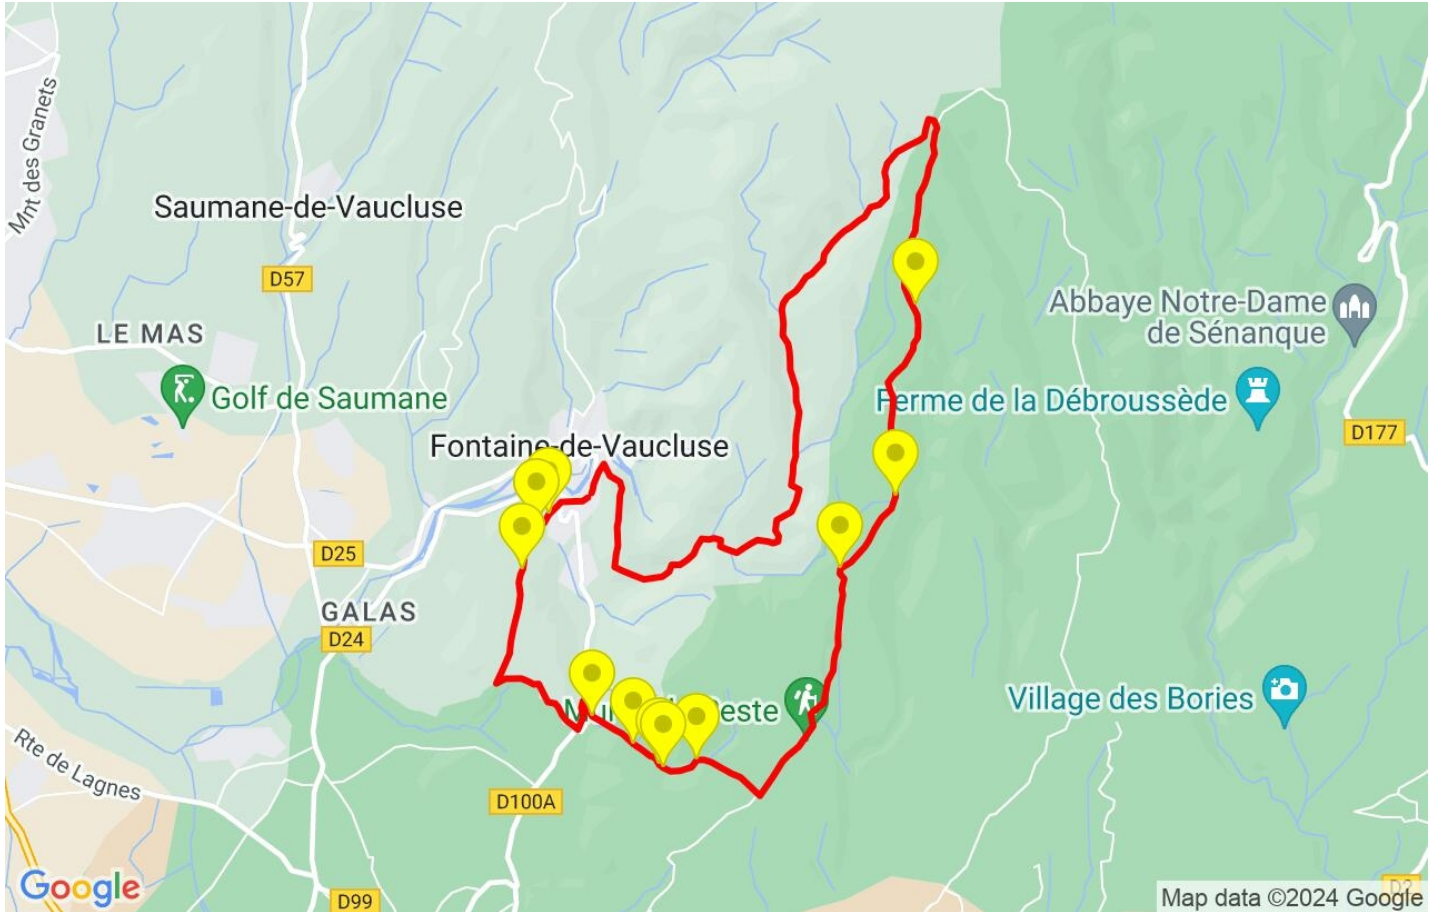 Mnt des Granets
Saumane-de-Vaucluse
D57
Abbaye Notre-Dame
de Sénanque
LE MAS
Golf de Saumane
Ferme de la Débroussède
D177
Fontaine-de-Vaucluse
D25
GALAS
D24
Village des Bories
Rte de Lagnes
D100A
Google
D99
Map data ©2024 Google